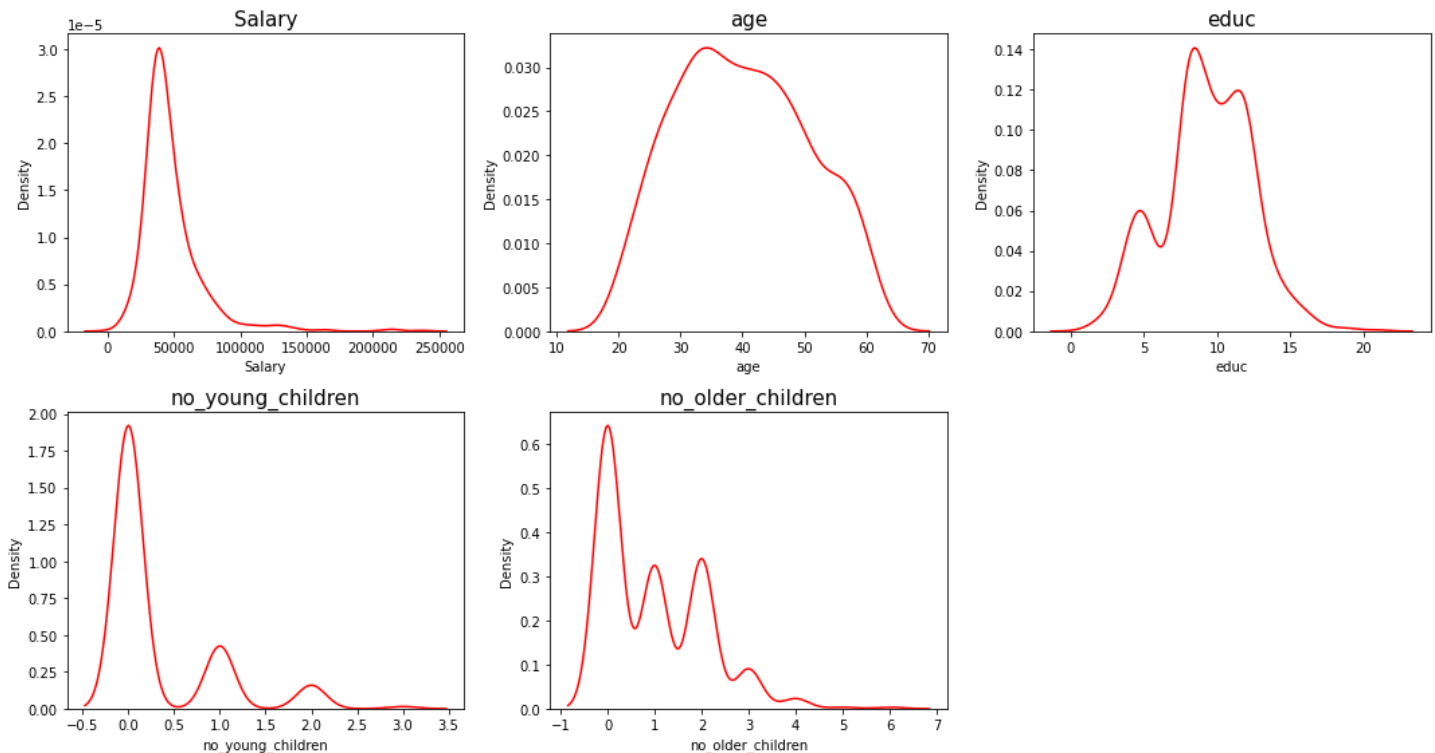 Salary
1e−5
3.0
2.5
2.0
1.5
1.0
0.5
0.0
Density
0 50000 100000 150000 200000 250000
Salary
age
0.030
0.025
0.020
0.015
0.010
0.005
0.000
Density
10 20 30 40 50 60 70
age
educ
0.14
0.12
0.10
0.08
0.06
0.04
0.02
0.00
Density
0 5 10 15 20
educ
no_young_children
2.00
1.75
1.50
1.25
1.00
0.75
0.50
0.25
0.00
Density
−0.5 0.0 0.5 1.0 1.5 2.0 2.5 3.0 3.5
no_young_children
no_older_children
0.6
0.5
0.4
0.3
0.2
0.1
0.0
Density
−1 0 1 2 3 4 5 6 7
no_older_children